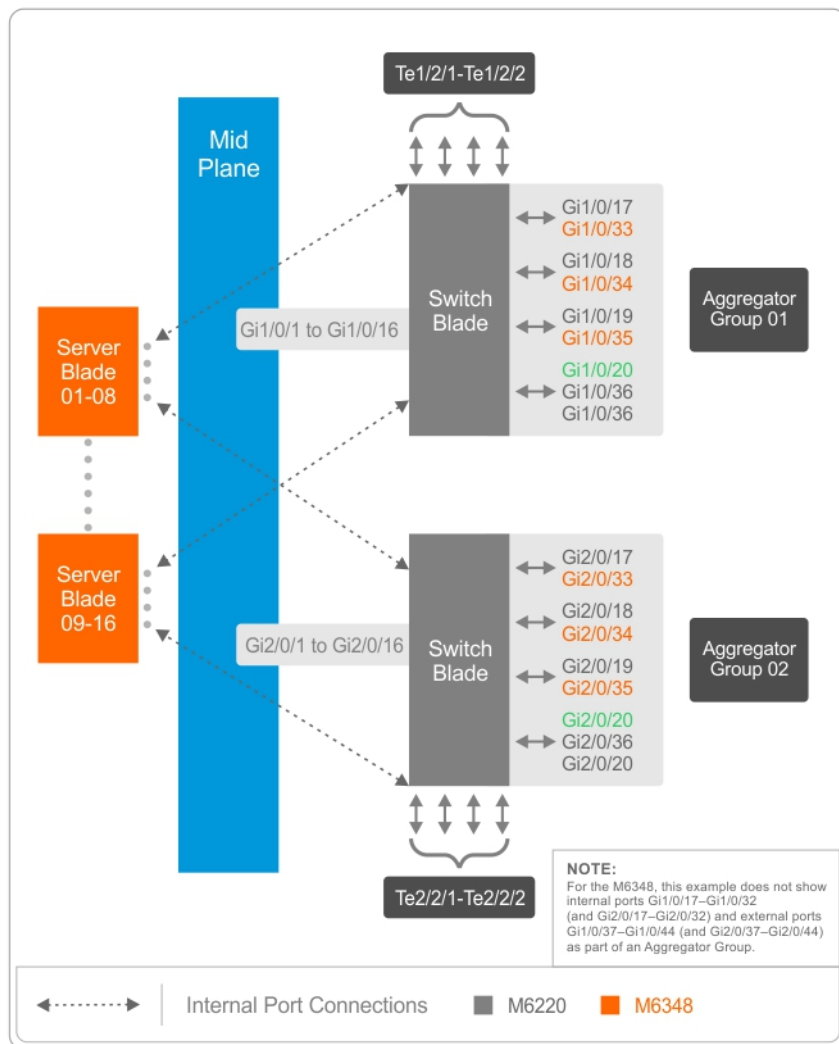 Te1/2/1-Te1/2/2
Mid
Plane
Gi1/0/17
Gi1/0/33
Gi1/0/18
Gi1/0/34
Gi1/0/19
Gi1/0/35
Gi1/0/20
Gi1/0/36
Gi1/0/36
Switch
Blade
Aggregator
Group 01
Gi1/0/1 to Gi1/0/16
Server
Blade
01-08
Server
Blade
09-16
Gi2/0/1 to Gi2/0/16
Switch
Blade
Gi2/0/17
Gi2/0/33
Gi2/0/18
Gi2/0/34
Gi2/0/19
Gi2/0/35
Gi2/0/20
Gi2/0/36
Gi2/0/20
Aggregator
Group 02
Te2/2/1-Te2/2/2
NOTE:
For the M6348, this example does not show
internal ports Gi1/0/17–Gi1/0/32
(and Gi2/0/17–Gi2/0/32) and external ports
Gi1/0/37–Gi1/0/44 (and Gi2/0/37–Gi2/0/44)
as part of an Aggregator Group.
Internal Port Connections
M6220
M6348